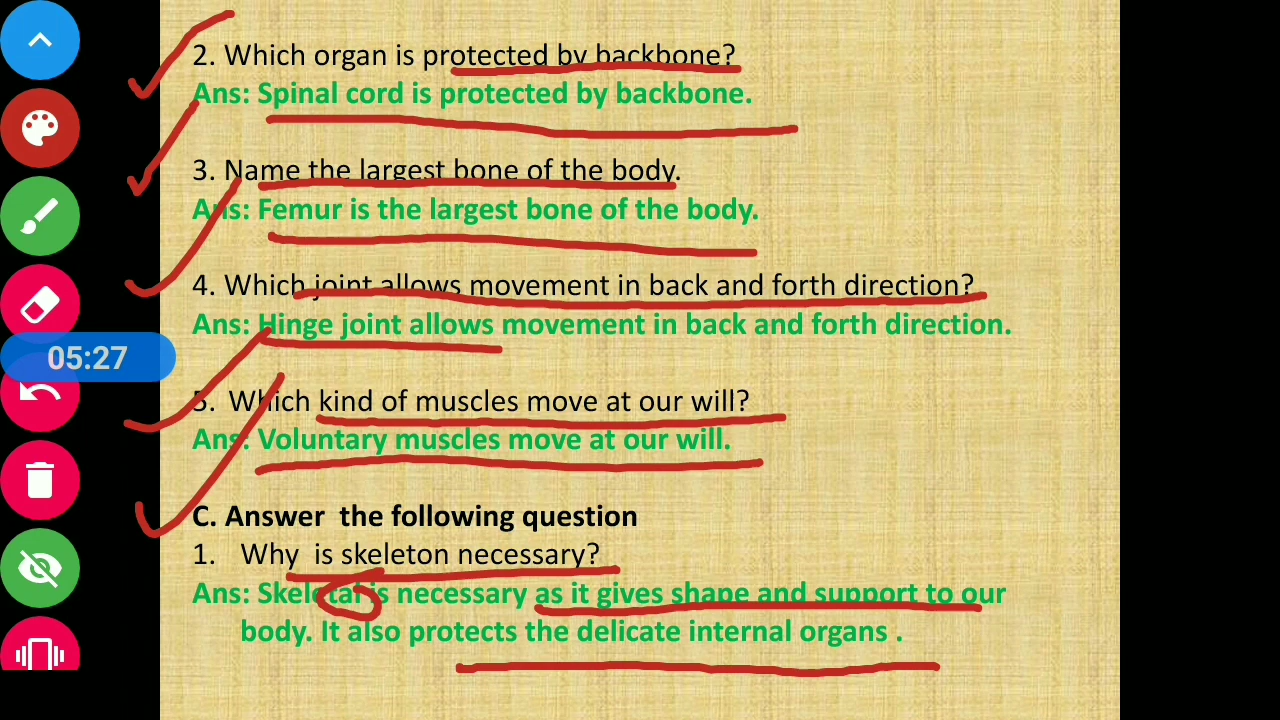 2. Which organ is protected by backbone?
Ans: Spinal cord is protected by backbone.
3. Name the largest bone of the body.
Ans: Femur is the largest bone of the body.
4. Which joint allows movement in back and forth direction?
Ans: Hinge joint allows movement in back and forth direction.
05:27
5. Which kind of muscles move at our will?
Ans: Voluntary muscles move at our will.
C. Answer the following question
1. Why is skeleton necessary?
Ans: Skeletal is necessary as it gives shape and support to our
body. It also protects the delicate internal organs .